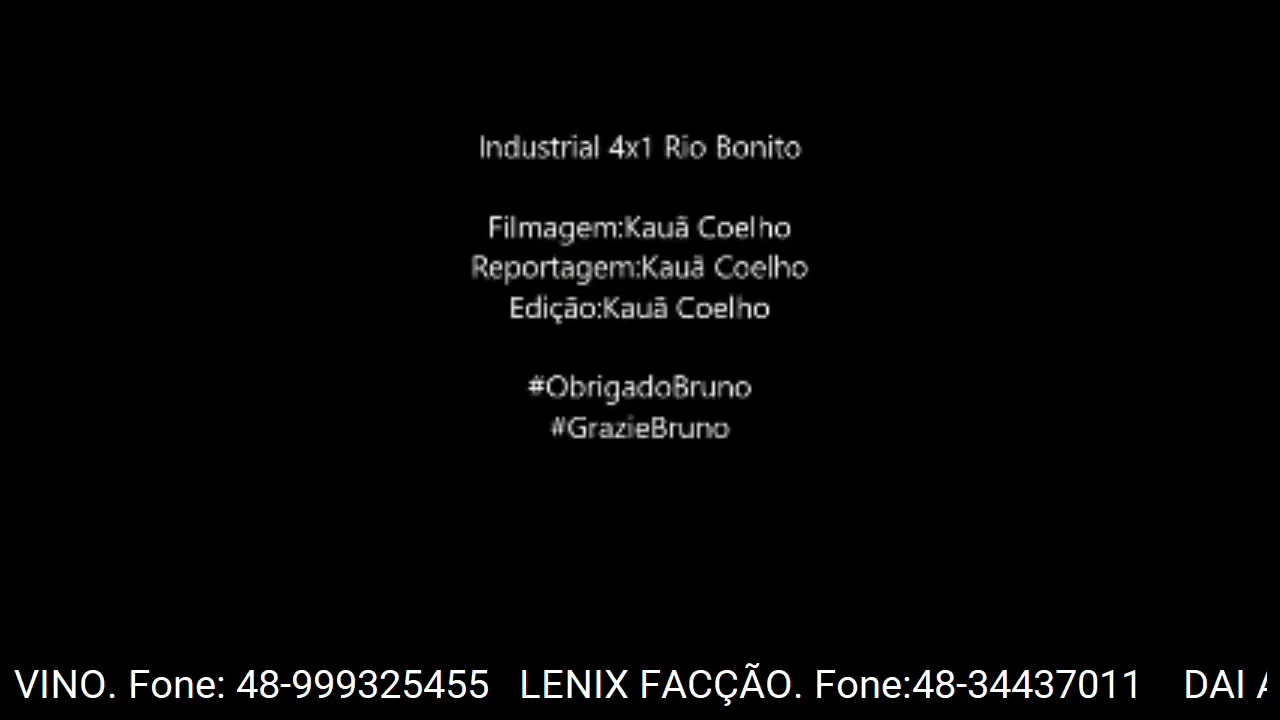 Industrial 4x1 Rio Bonito
Filmagem:Kauã Coelho
Reportagem:Kauã Coelho
Edição:Kauã Coelho
#ObrigadoBruno
#GrazieBruno
VINO. Fone: 48-999325455 LENIX FACÇÃO. Fone:48-34437011 DAI